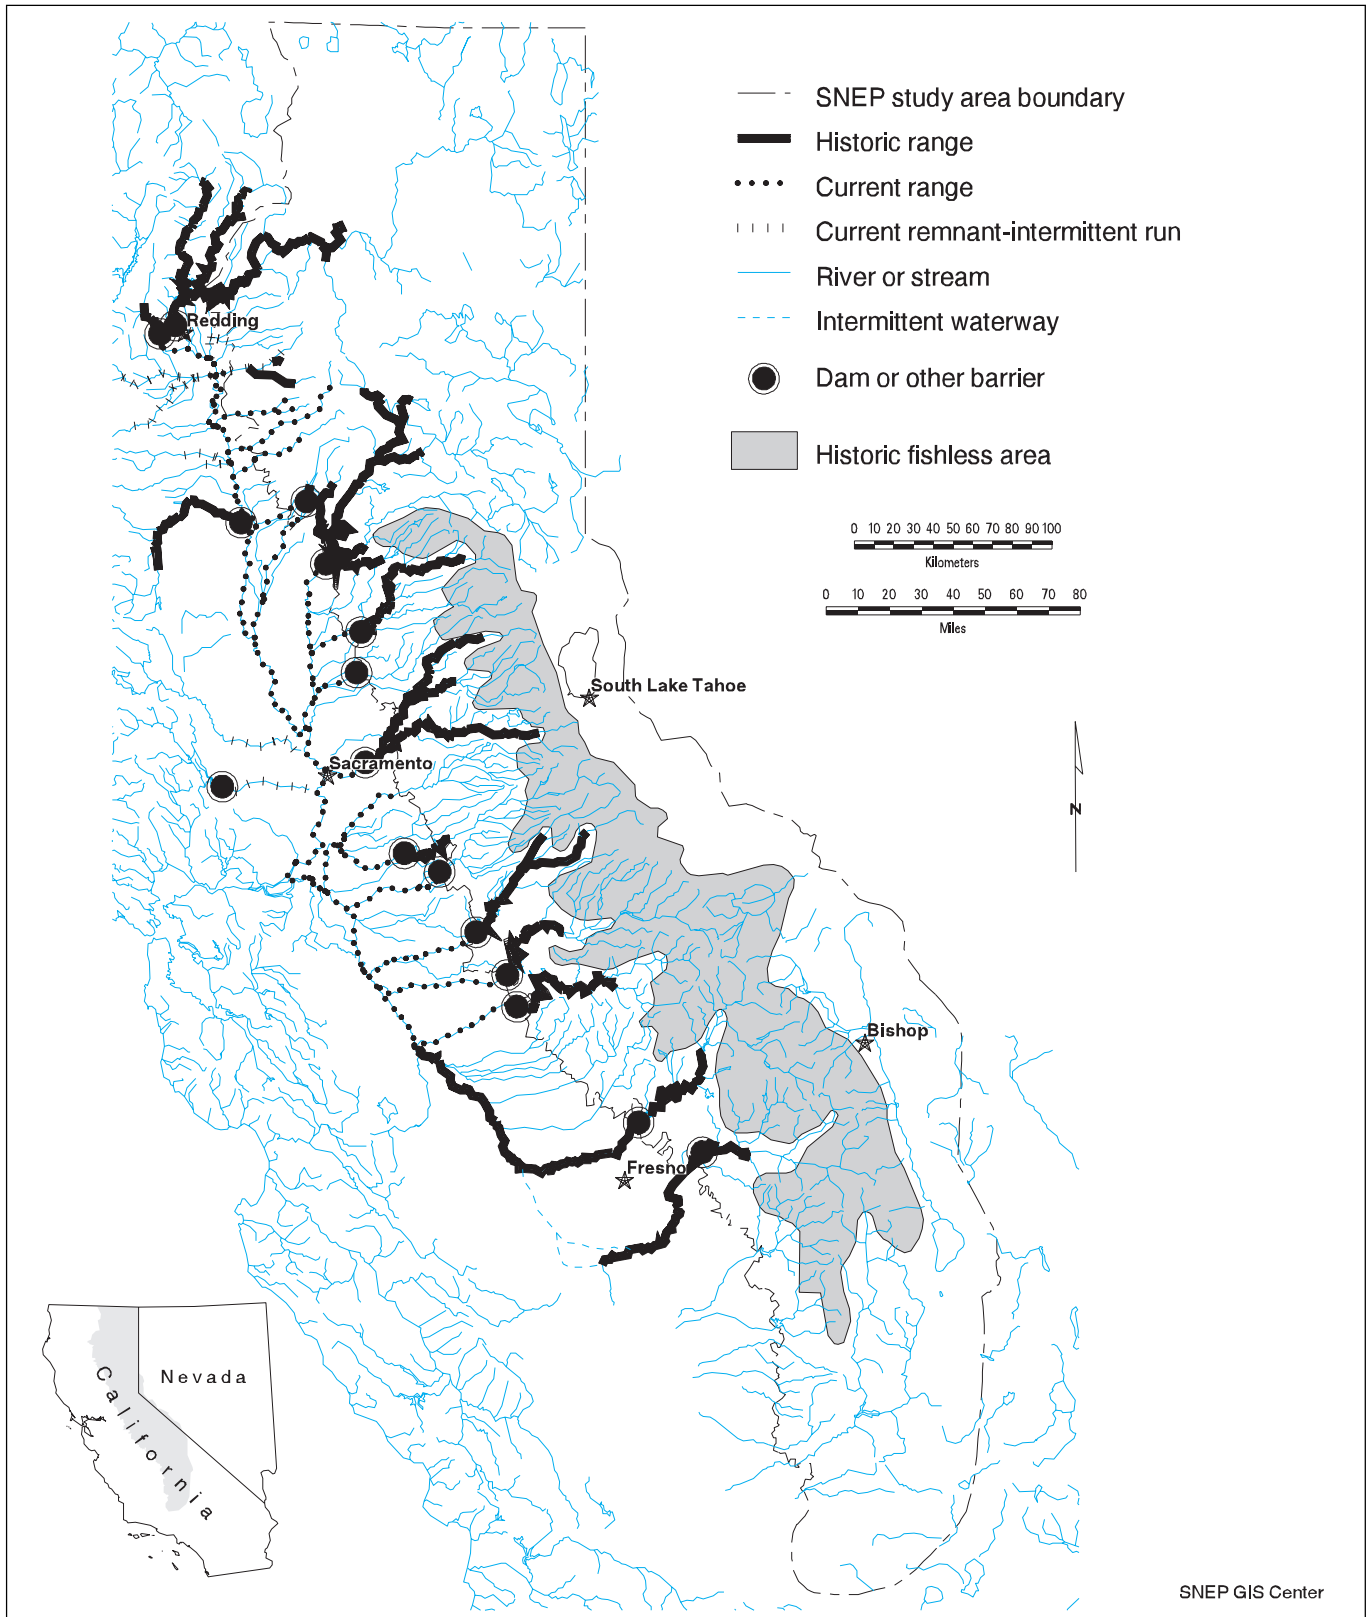 SNEP study area boundary
Historic range
Current range
Current remnant-intermittent run
River or stream
Intermittent waterway
Dam or other barrier
Historic fishless area
0 10 20 30 40 50 60 70 80 90 100
Kilometers
0 10 20 30 40 50 60 70 80
Miles
Redding
South Lake Tahoe
Sacramento
N
Bishop
Fresno
Nevada
California
SNEP GIS Center